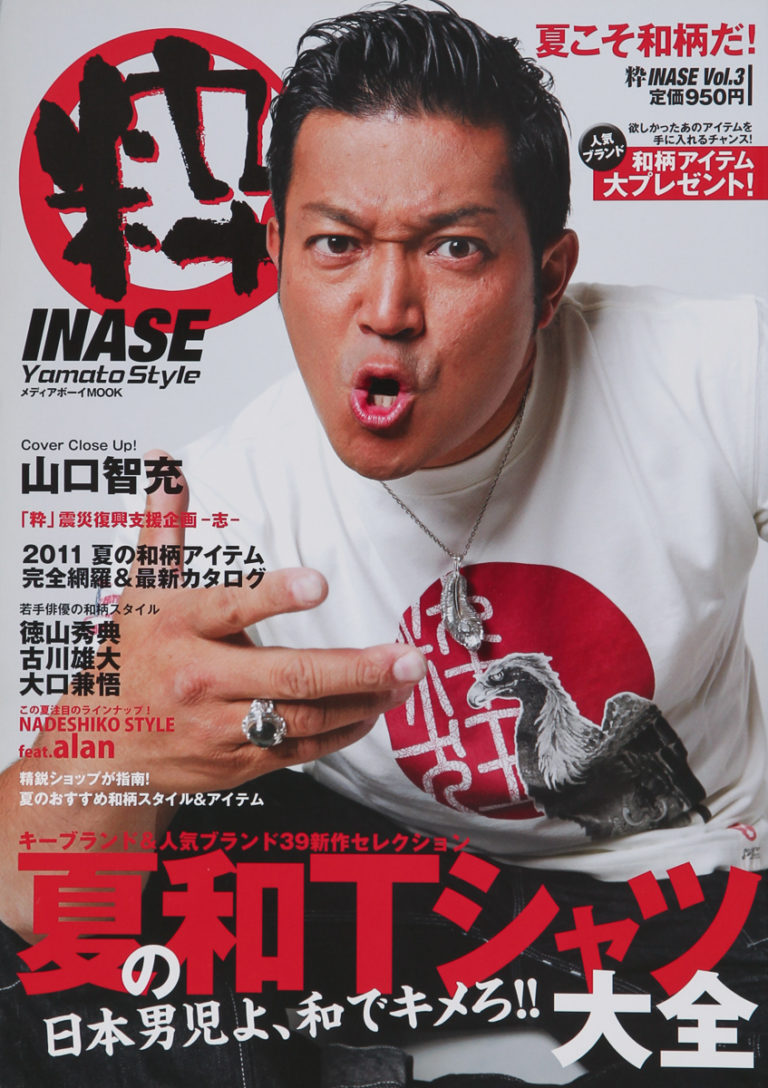 粋
INASE
Yamato Style
メディアボーイMOOK
夏こそ和柄だ!
粋 INASE Vol.3
定価950円
欲しかったあのアイテムを
手に入れるチャンス!
人気
ブランド
和柄アイテム
大プレゼント!
Cover Close Up!
山口智充
「粋」震災復興支援企画-志-
2011 夏の和柄アイテム
完全網羅&最新カタログ
若手俳優の和柄スタイル
徳山秀典
古川雄大
大口兼悟
この夏注目のラインナップ!
NADESHIKO STYLE
feat.alan
精鋭ショップが指南!
夏のおすすめ和柄スタイル&アイテム
キーブランド&人気ブランド39新作セレクション
夏の和Tシャツ
大全
日本男児よ、和でキメろ!!